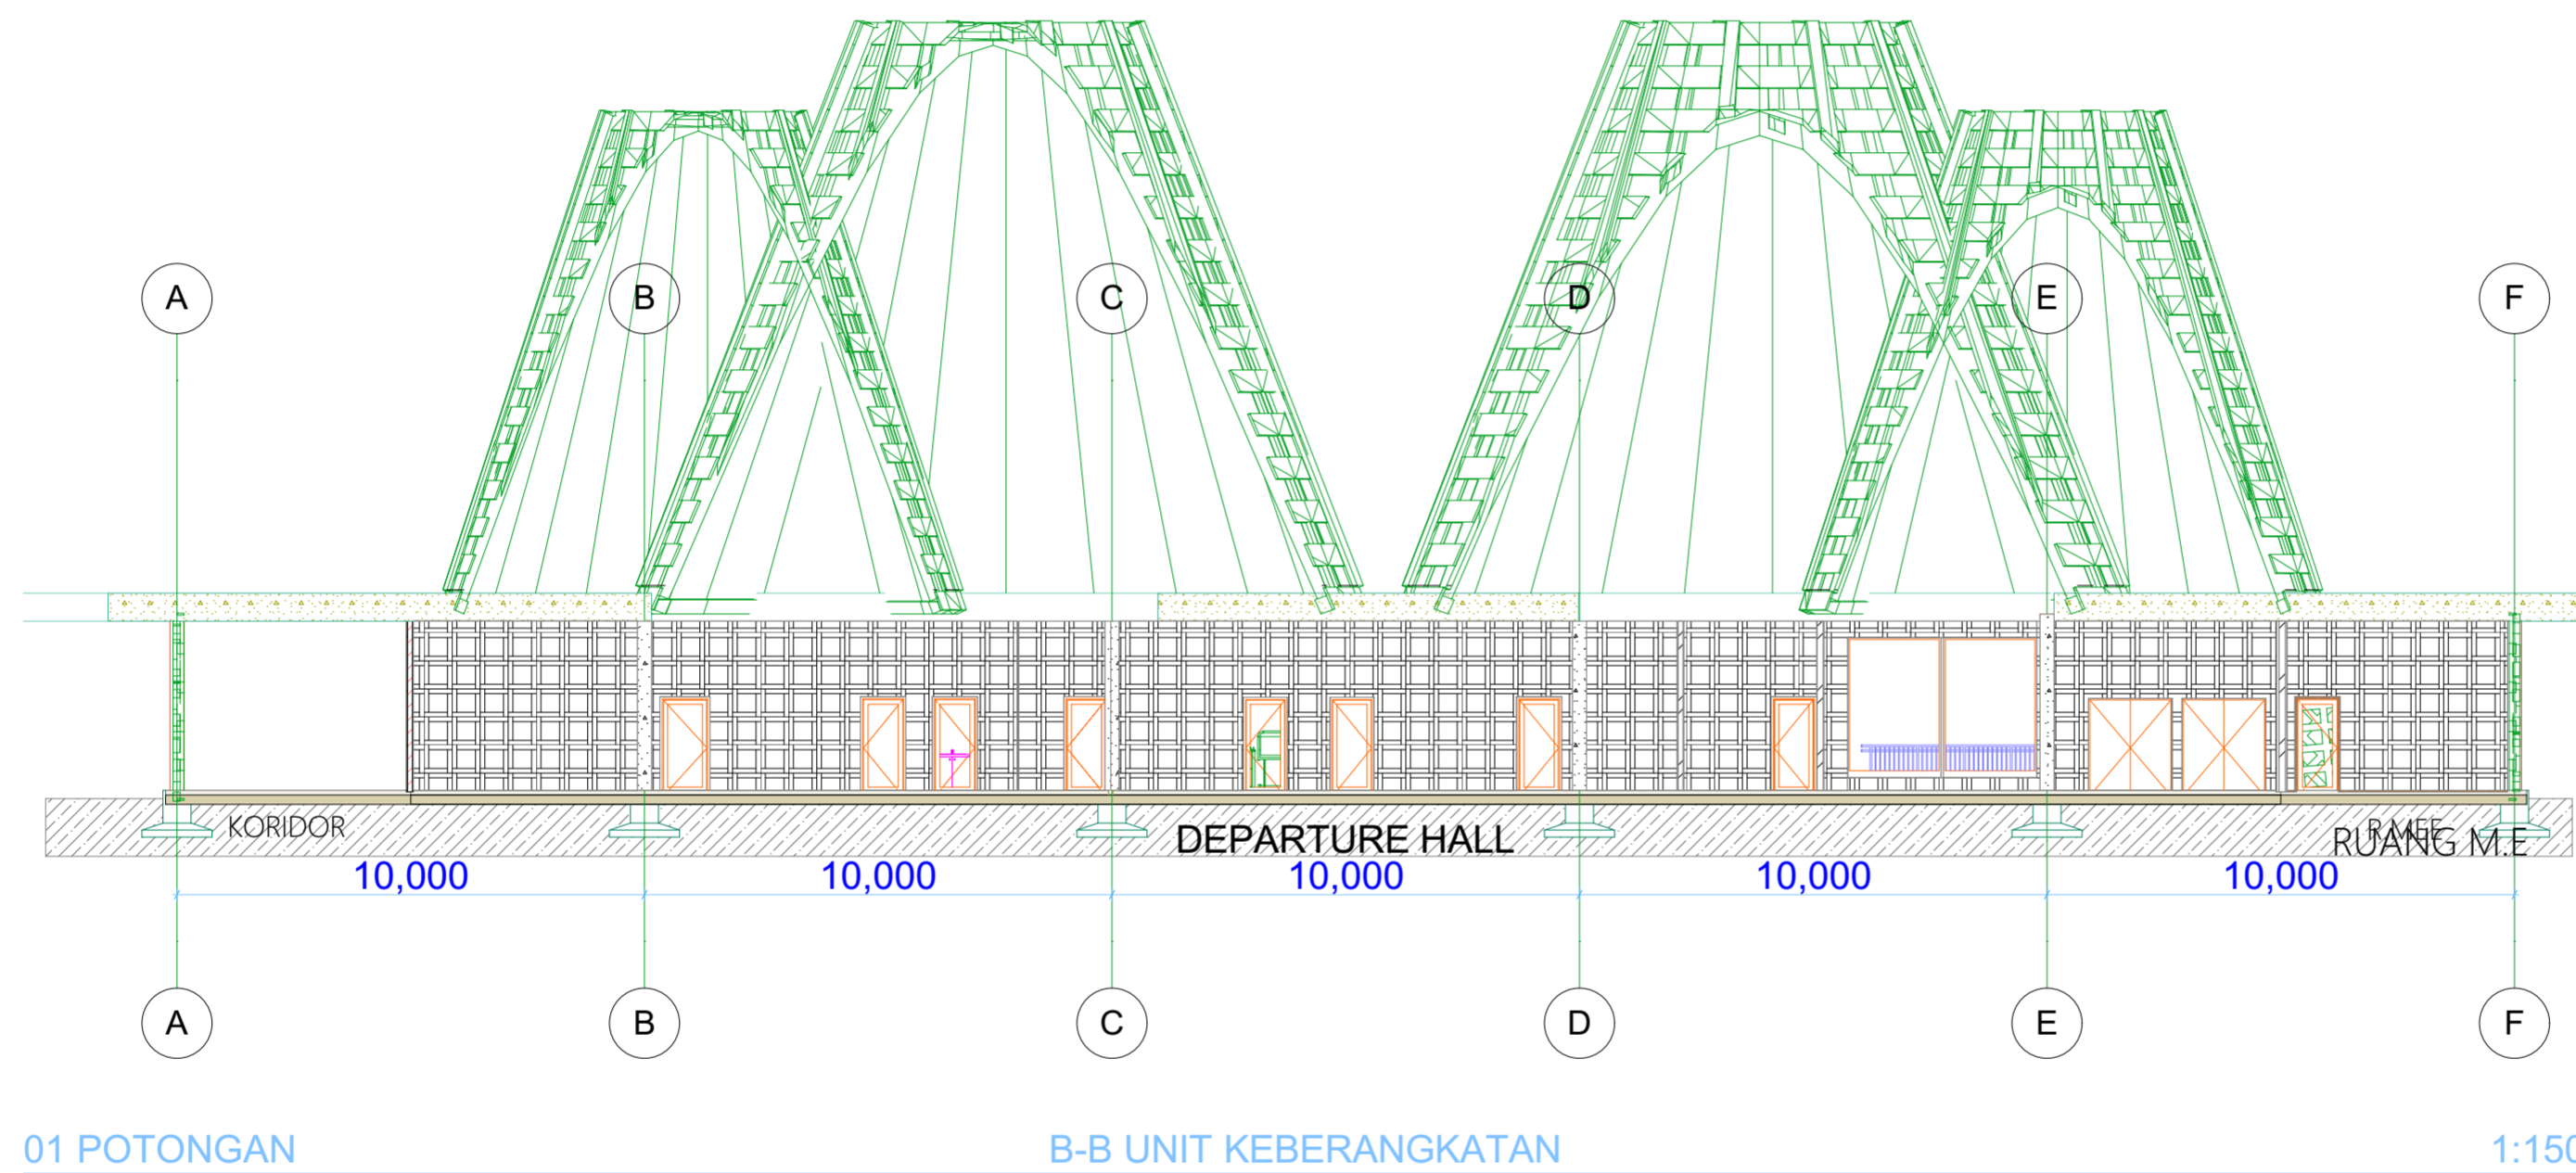 A B C D E F
KORIDOR
DEPARTURE HALL
RUANG M.E
10,000 10,000 10,000 10,000 10,000
A B C D E F
01 POTONGAN B-B UNIT KEBERANGKATAN 1:150